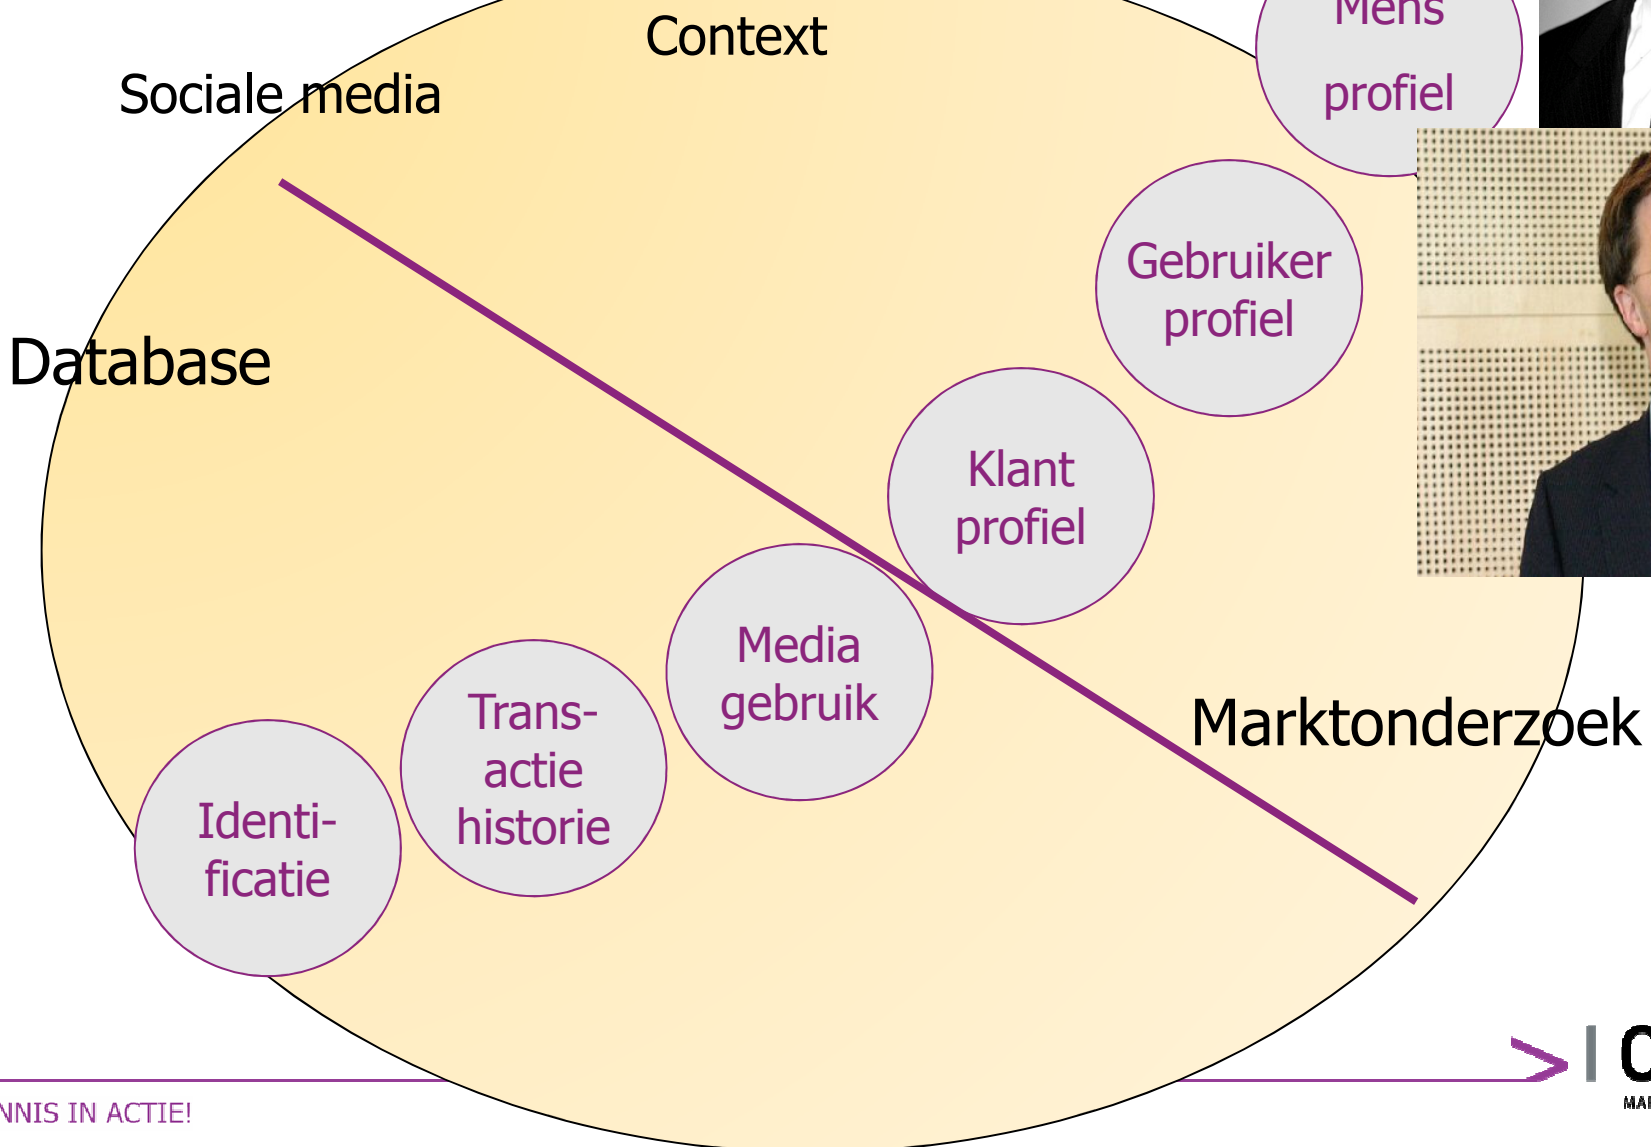 Context
Mens
profiel
Sociale media
Gebruiker
profiel
Database
Klant
profiel
Media
gebruik
Trans-
actie
historie
Marktonderzoek
Identi-
ficatie
NNIS IN ACTIE!